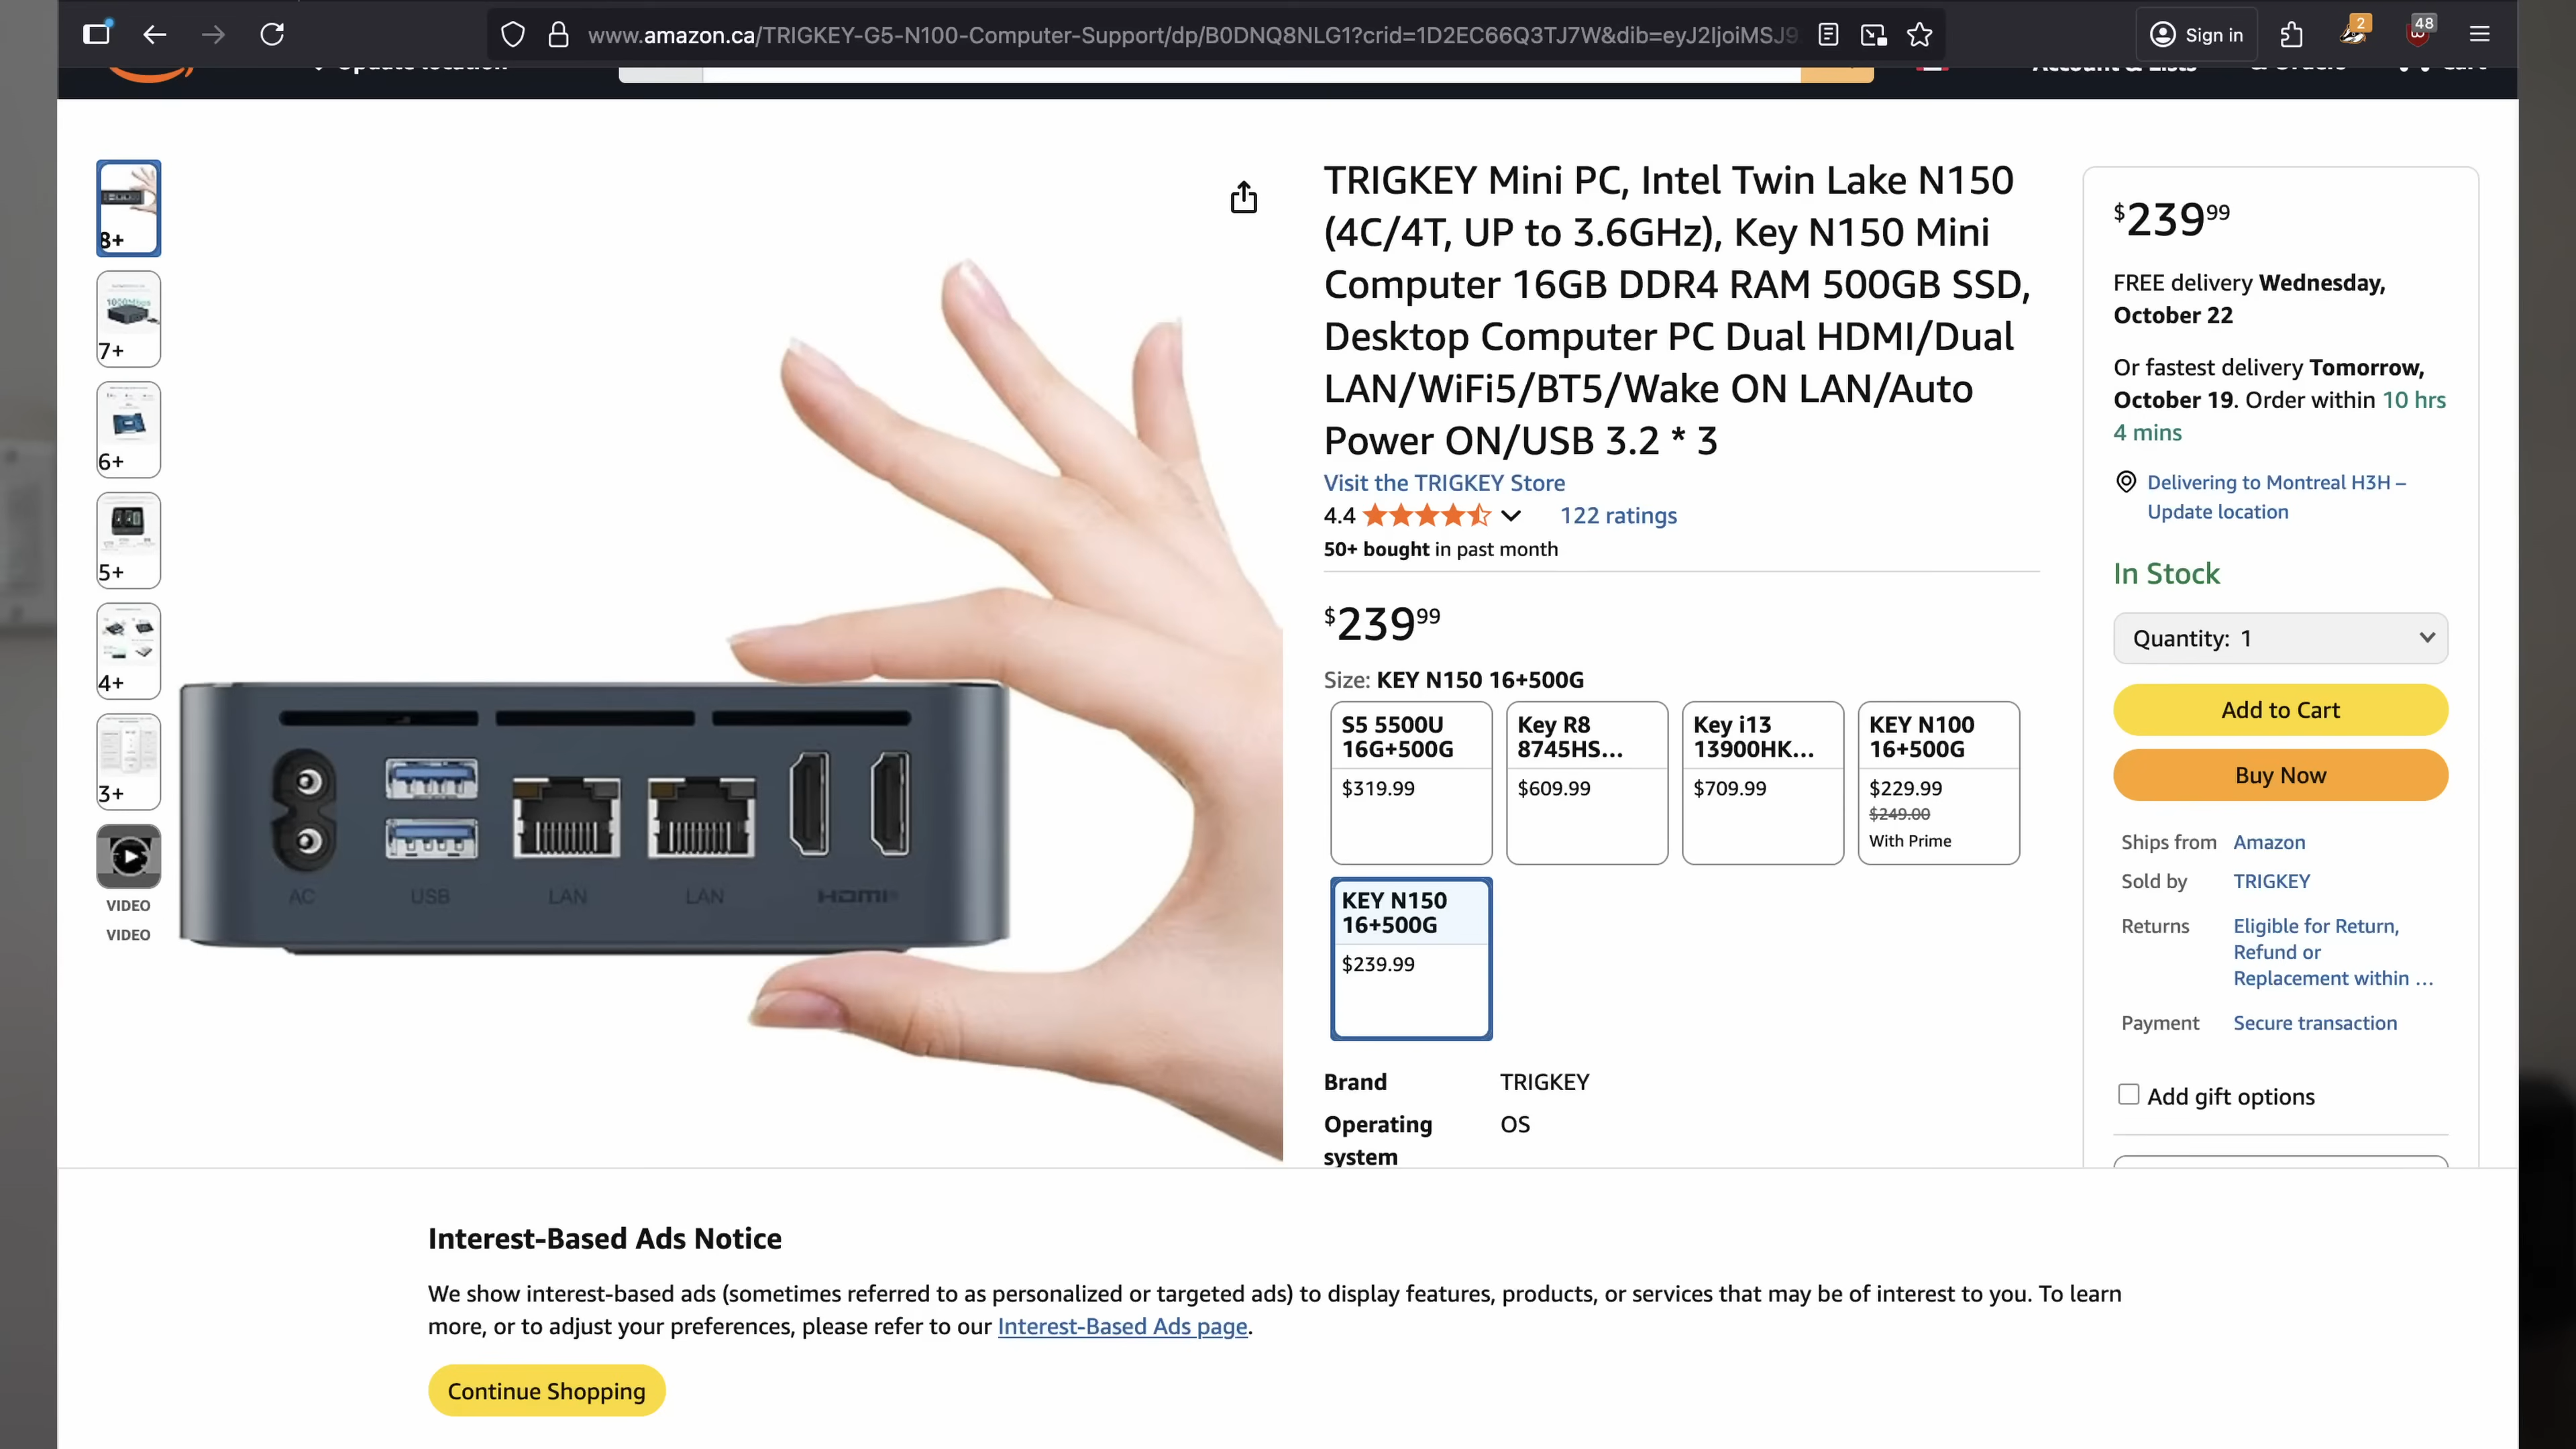 www.amazon.ca/TRIGKEY-G5-N100-Computer-Support/dp/B0DNQ8NLG1?crid=1D2EC66Q3TJ7W&dib=eyJ2IjoiMSJ9
Sign in
2
48
Update location
Account & Lists
& Orders
Cart
8+
1000Mbps
7+
6+
5+
4+
3+
VIDEO
VIDEO
AC
USB
LAN
LAN
HDMI
TRIGKEY Mini PC, Intel Twin Lake N150
(4C/4T, UP to 3.6GHz), Key N150 Mini
Computer 16GB DDR4 RAM 500GB SSD,
Desktop Computer PC Dual HDMI/Dual
LAN/WiFi5/BT5/Wake ON LAN/Auto
Power ON/USB 3.2 * 3
Visit the TRIGKEY Store
4.4 122 ratings
50+ bought in past month
$239.99
Size: KEY N150 16+500G
S5 5500U
16G+500G
$319.99
Key R8
8745HS...
$609.99
Key i13
13900HK...
$709.99
KEY N100
16+500G
$229.99
$249.00
With Prime
KEY N150
16+500G
$239.99
Brand TRIGKEY
Operating OS
system
$239.99
FREE delivery Wednesday,
October 22
Or fastest delivery Tomorrow,
October 19. Order within 10 hrs
4 mins
Delivering to Montreal H3H –
Update location
In Stock
Quantity: 1
Add to Cart
Buy Now
Ships from Amazon
Sold by TRIGKEY
Returns Eligible for Return,
Refund or
Replacement within ...
Payment Secure transaction
Add gift options
Interest-Based Ads Notice
We show interest-based ads (sometimes referred to as personalized or targeted ads) to display features, products, or services that may be of interest to you. To learn
more, or to adjust your preferences, please refer to our Interest-Based Ads page.
Continue Shopping